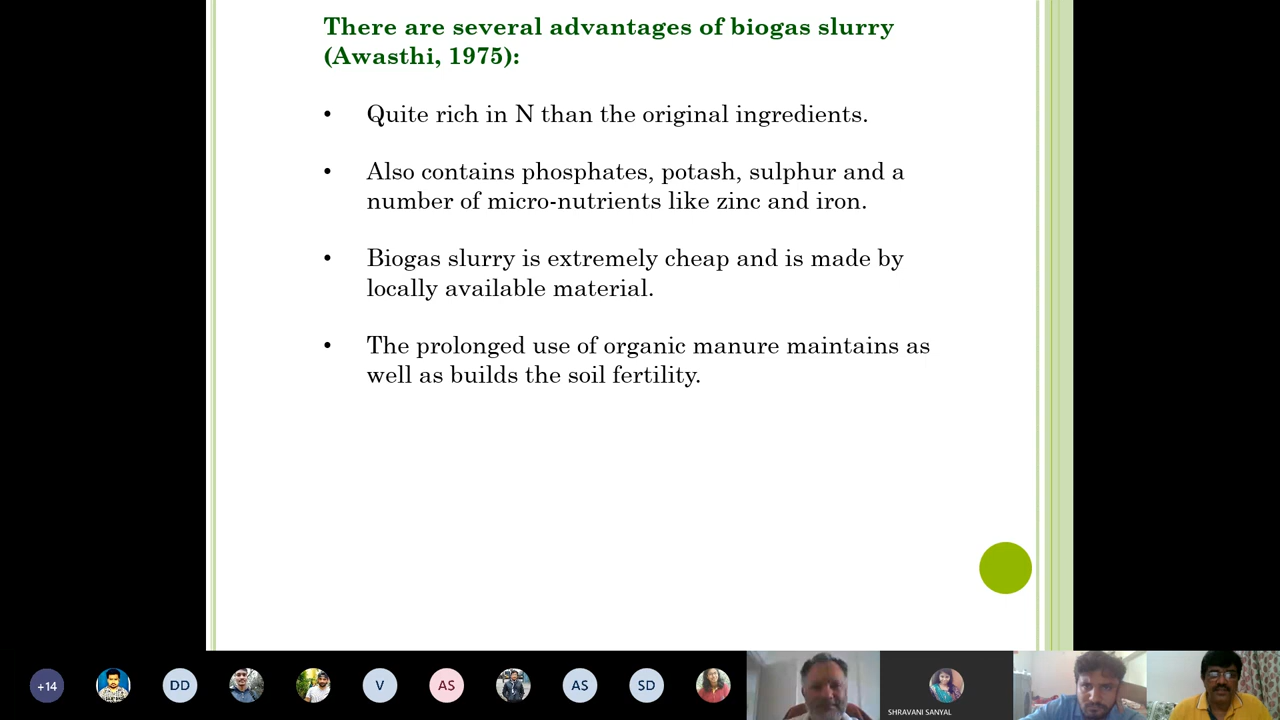 There are several advantages of biogas slurry
(Awasthi, 1975):
• Quite rich in N than the original ingredients.
• Also contains phosphates, potash, sulphur and a
number of micro-nutrients like zinc and iron.
• Biogas slurry is extremely cheap and is made by
locally available material.
• The prolonged use of organic manure maintains as
well as builds the soil fertility.
+14
DD
V
AS
AS
SD
SHRAVANI SANYAL